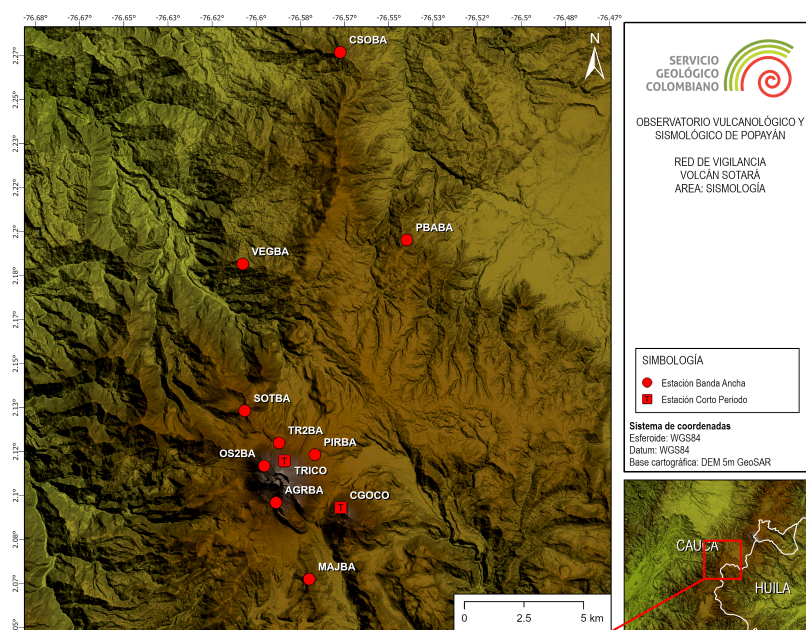 -76.68° -76.66° -76.65° -76.63° -76.62° -76.6° -76.59° -76.57° -76.55° -76.53° -76.52° -76.5° -76.48° -76.47°
CSOBA
N
2.27°
2.25°
2.23°
2.22°
PBABA
2.2°
VEGBA
2.18°
2.17°
2.15°
SOTBA
2.13°
TR2BA
PIRBA
2.12°
OS2BA
T
TRICO
AGRBA
CGOCO
2.1°
T
2.08°
MAJBA
2.07°
0 2.5 5 km
SERVICIO
GEOLÓGICO
COLOMBIANO
OBSERVATORIO VULCANOLÓGICO Y
SISMOLÓGICO DE POPAYÁN
RED DE VIGILANCIA
VOLCÁN SOTARÁ
AREA: SISMOLOGÍA
SIMBOLOGÍA
Estación Banda Ancha
T Estación Corto Periodo
Sistema de coordenadas
Esferoide: WGS84
Datum: WGS84
Base cartográfica: DEM 5m GeoSAR
CAUCA
HUILA